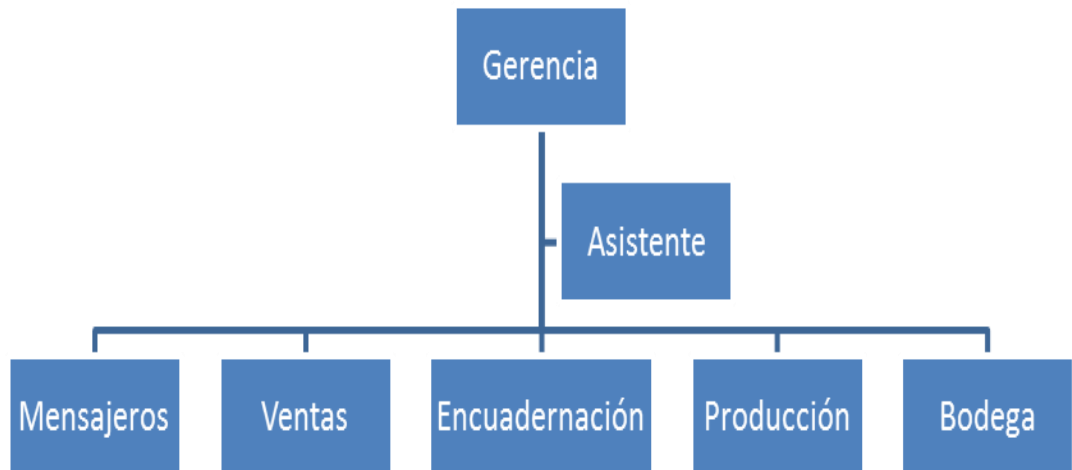 Gerencia
Asistente
Mensajeros
Ventas
Encuadernación
Producción
Bodega